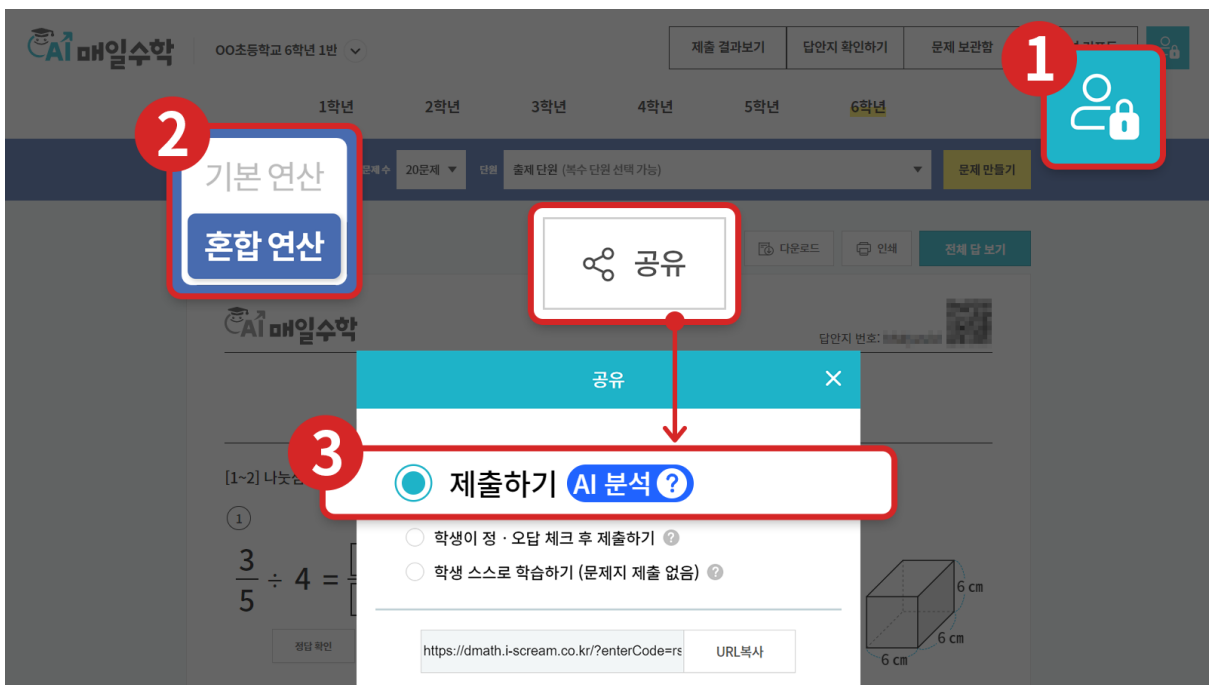 AI 매일수학
OO초등학교 6학년 1반
제출 결과보기
답안지 확인하기
문제 보관함
1
1학년 2학년 3학년 4학년 5학년 6학년
2
기본 연산
혼합 연산
문제 수
20문제
단원
출제 단원 (복수 단원 선택 가능)
문제 만들기
공유
다운로드
인쇄
전체 답 보기
AI 매일수학
답안지 번호:
공유
3
제출하기 AI 분석 ?
[1~2]
1
학생이 정 · 오답 체크 후 제출하기 ?
학생 스스로 학습하기 (문제지 제출 없음) ?
3/5 ÷ 4 =
6 cm
6 cm
6 cm
정답 확인
https://dmath.i-scream.co.kr/?enterCode=rs
URL복사